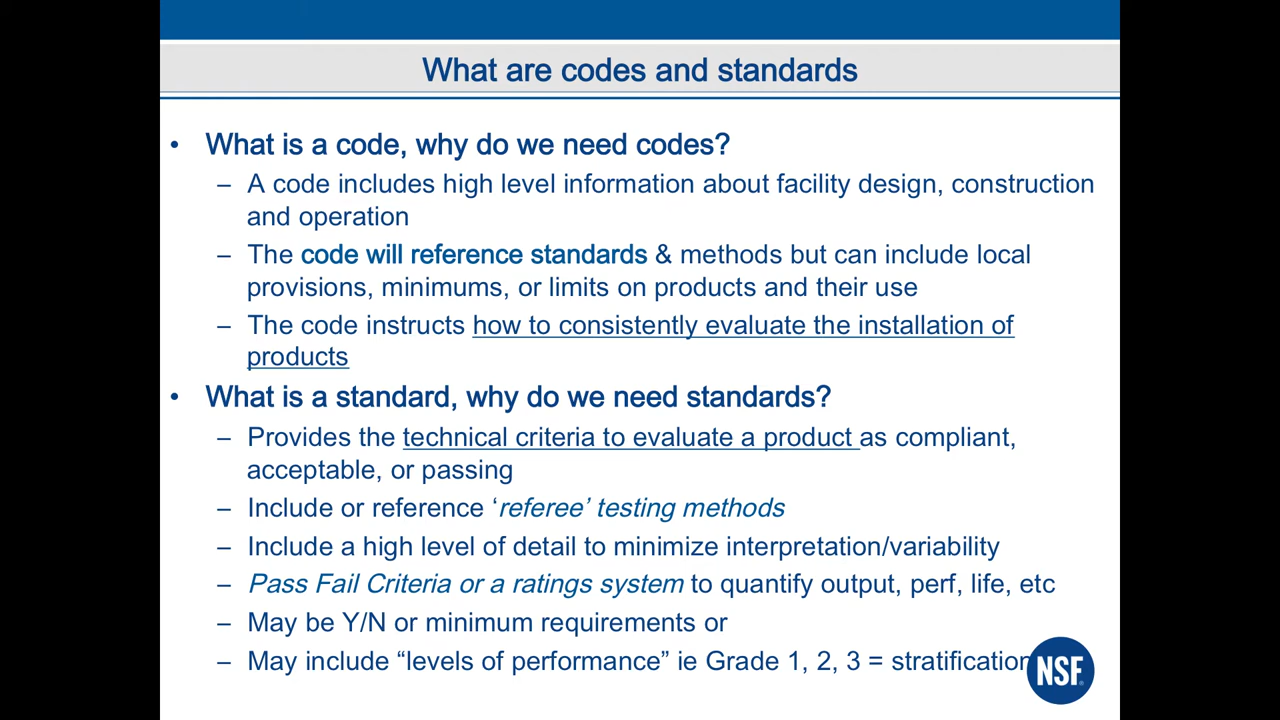 What are codes and standards
• What is a code, why do we need codes?
– A code includes high level information about facility design, construction
and operation
– The code will reference standards & methods but can include local
provisions, minimums, or limits on products and their use
– The code instructs how to consistently evaluate the installation of
products
• What is a standard, why do we need standards?
– Provides the technical criteria to evaluate a product as compliant,
acceptable, or passing
– Include or reference ‘referee’ testing methods
– Include a high level of detail to minimize interpretation/variability
– Pass Fail Criteria or a ratings system to quantify output, perf, life, etc
– May be Y/N or minimum requirements or
– May include “levels of performance” ie Grade 1, 2, 3 = stratification
NSF